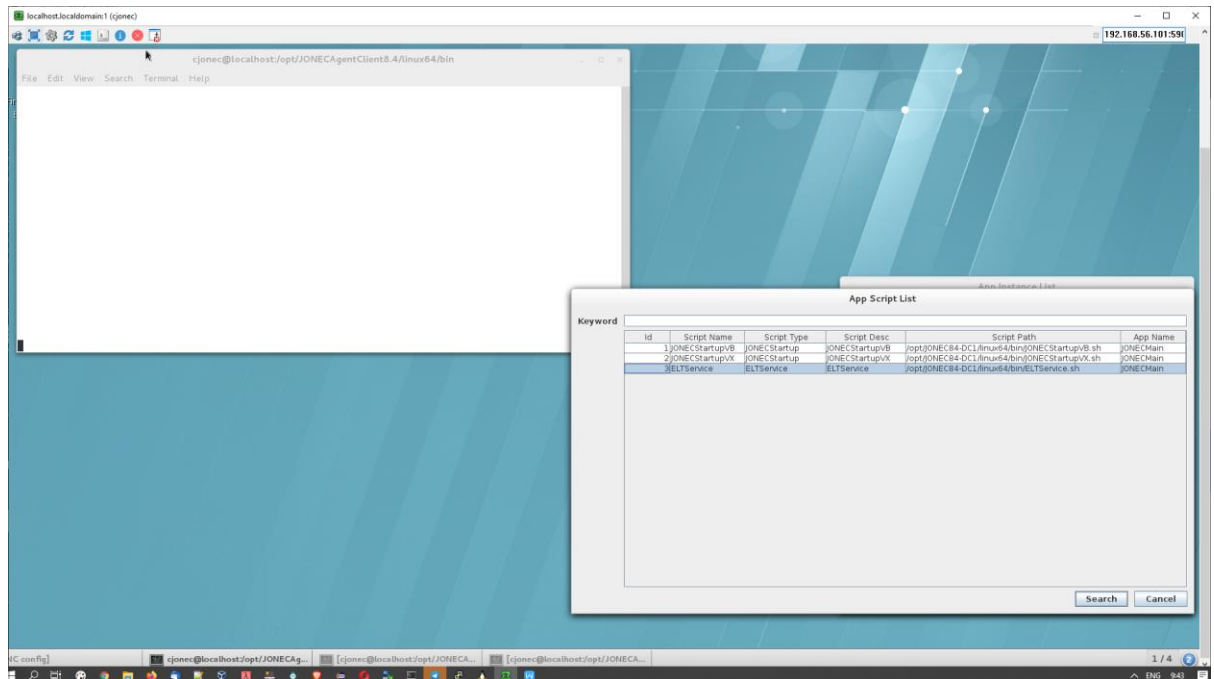 localhost.localdomain:1 (cjonec)
192.168.56.101:590
cjonec@localhost:/opt/JONECAgentClient8.4/linux64/bin
File Edit View Search Terminal Help
App Instance List
App Script List
Keyword
Id Script Name Script Type Script Desc Script Path App Name
1 JONECStartupVB JONECStartup JONECStartupVB /opt/JONEC84-DC1/linux64/bin/JONECStartupVB.sh JONECMain
2 JONECStartupVX JONECStartup JONECStartupVX /opt/JONEC84-DC1/linux64/bin/JONECStartupVX.sh JONECMain
3 ELTService ELTService ELTService /opt/JONEC84-DC1/linux64/bin/ELTService.sh JONECMain
Search Cancel
C config] cjonec@localhost:/opt/JONECAg... [cjonec@localhost:/opt/JONECA... [cjonec@localhost:/opt/JONECA... 1 / 4
ENG 9:43